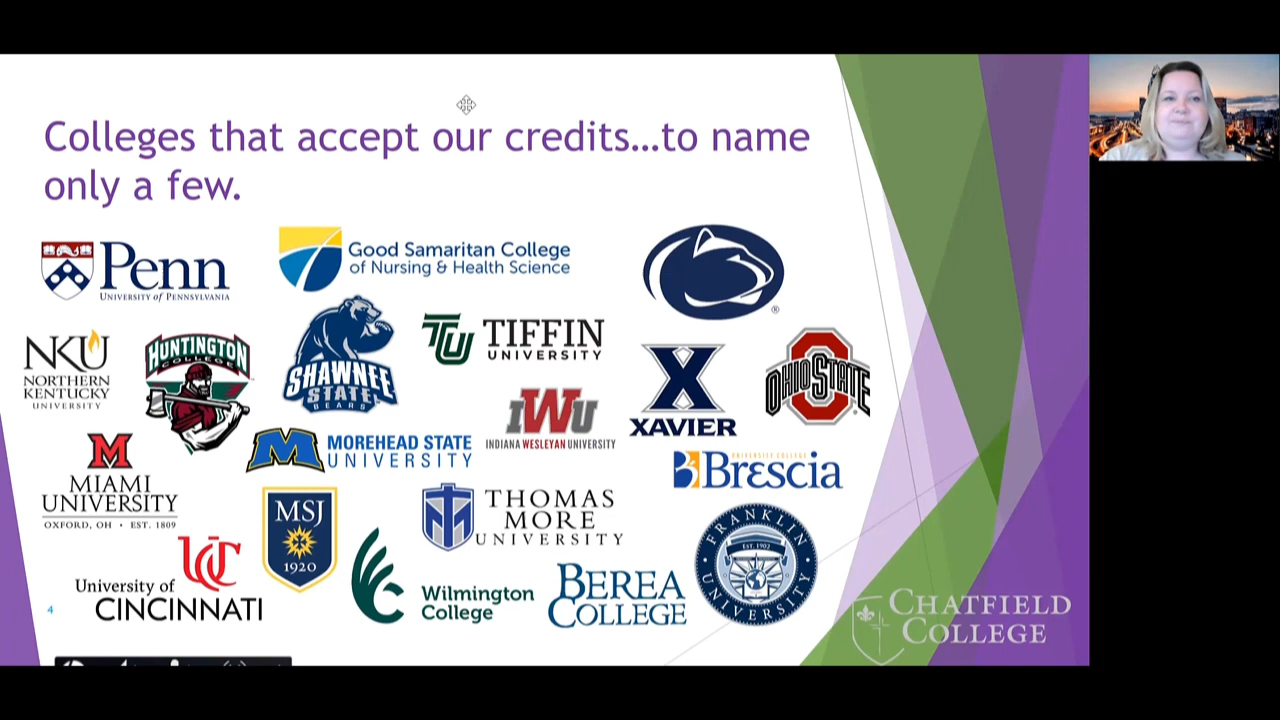 Colleges that accept our credits...to name
only a few.
Penn
UNIVERSITY of PENNSYLVANIA
Good Samaritan College
of Nursing & Health Science
®
NKU
NORTHERN
KENTUCKY
UNIVERSITY
HUNTINGTON
COLLEGE
SHAWNEE
STATE
BEARS
TU
TIFFIN
UNIVERSITY
IWU
INDIANA WESLEYAN UNIVERSITY
X
XAVIER
OHIO STATE
®
M
MIAMI
UNIVERSITY
OXFORD, OH • EST. 1809
M
MOREHEAD STATE
UNIVERSITY
B
UNIVERSITY COLLEGE
Brescia
MSJ
1920
THOMAS
MORE
UNIVERSITY
FRANKLIN
EST. 1902
UNIVERSITY
UC
University of
CINCINNATI
Wilmington
College
BEREA
COLLEGE
4
CHATFIELD
COLLEGE